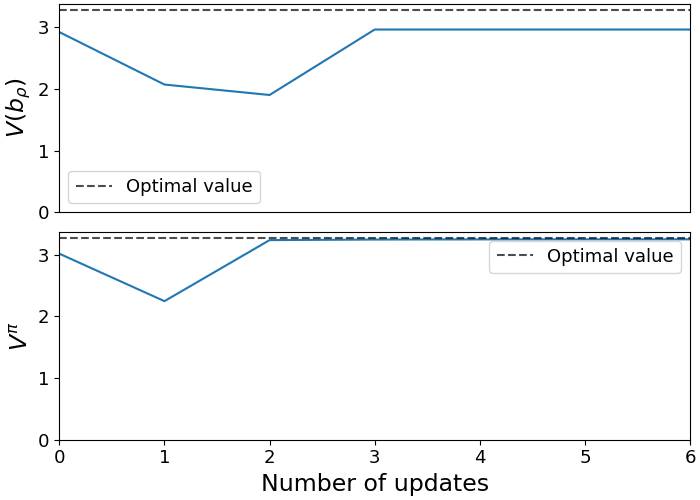 3
2
1
0
V(b_ρ)
Optimal value
3
2
1
0
V^π
Optimal value
0 1 2 3 4 5 6
Number of updates